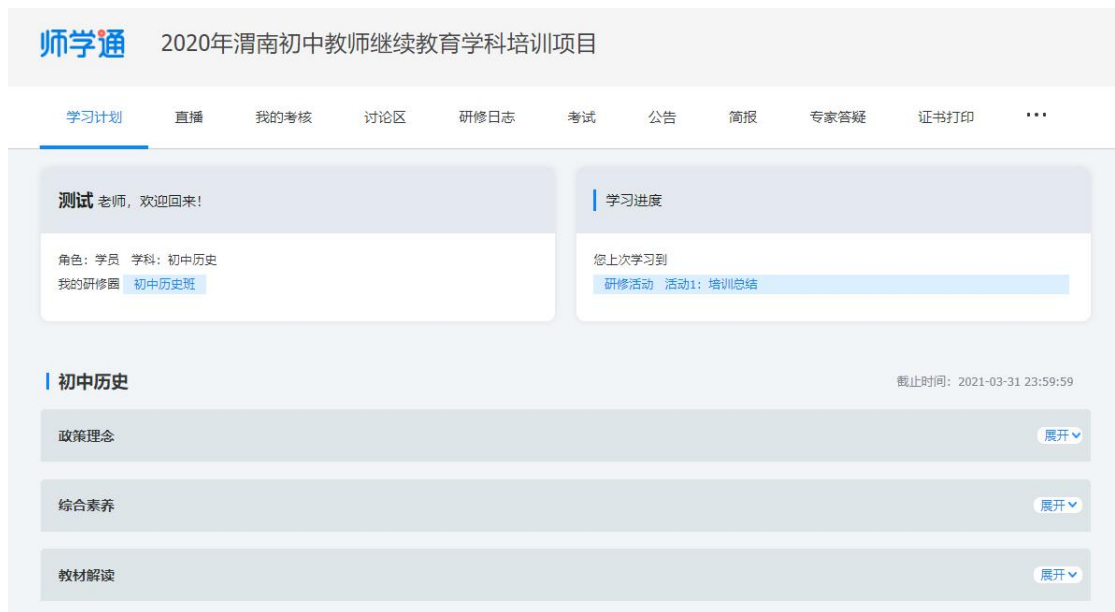 师学通 2020年渭南初中教师继续教育学科培训项目
学习计划 直播 我的考核 讨论区 研修日志 考试 公告 简报 专家答疑 证书打印 •••
测试 老师, 欢迎回来!
角色: 学员 学科: 初中历史
我的研修圈 初中历史班
学习进度
您上次学习到
研修活动 活动1: 培训总结
初中历史 截止时间: 2021-03-31 23:59:59
政策理念 展开
综合素养 展开
教材解读 展开